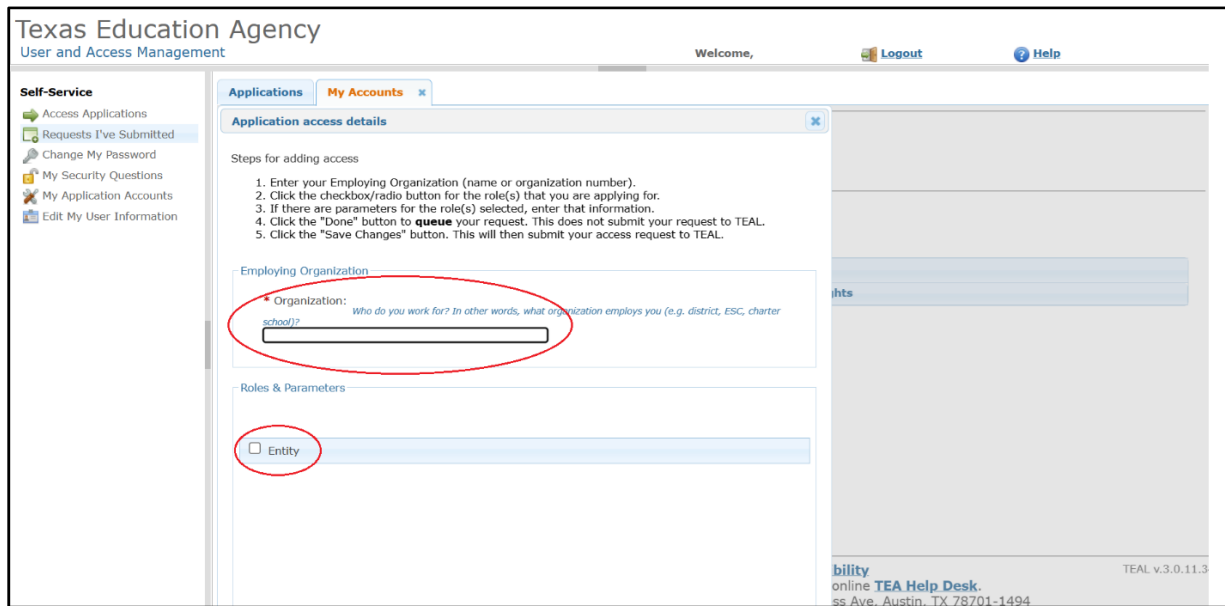 Texas Education Agency
User and Access Management
Welcome,
Logout
Help
Self-Service
Access Applications
Requests I've Submitted
Change My Password
My Security Questions
My Application Accounts
Edit My User Information
Applications
My Accounts
Application access details
Steps for adding access
1. Enter your Employing Organization (name or organization number).
2. Click the checkbox/radio button for the role(s) that you are applying for.
3. If there are parameters for the role(s) selected, enter that information.
4. Click the "Done" button to queue your request. This does not submit your request to TEAL.
5. Click the "Save Changes" button. This will then submit your access request to TEAL.
Employing Organization
* Organization:
Who do you work for? In other words, what organization employs you (e.g. district, ESC, charter
school)?
Roles & Parameters
Entity
hts
bility
online TEA Help Desk.
ss Ave. Austin, TX 78701-1494
TEAL v.3.0.11.3